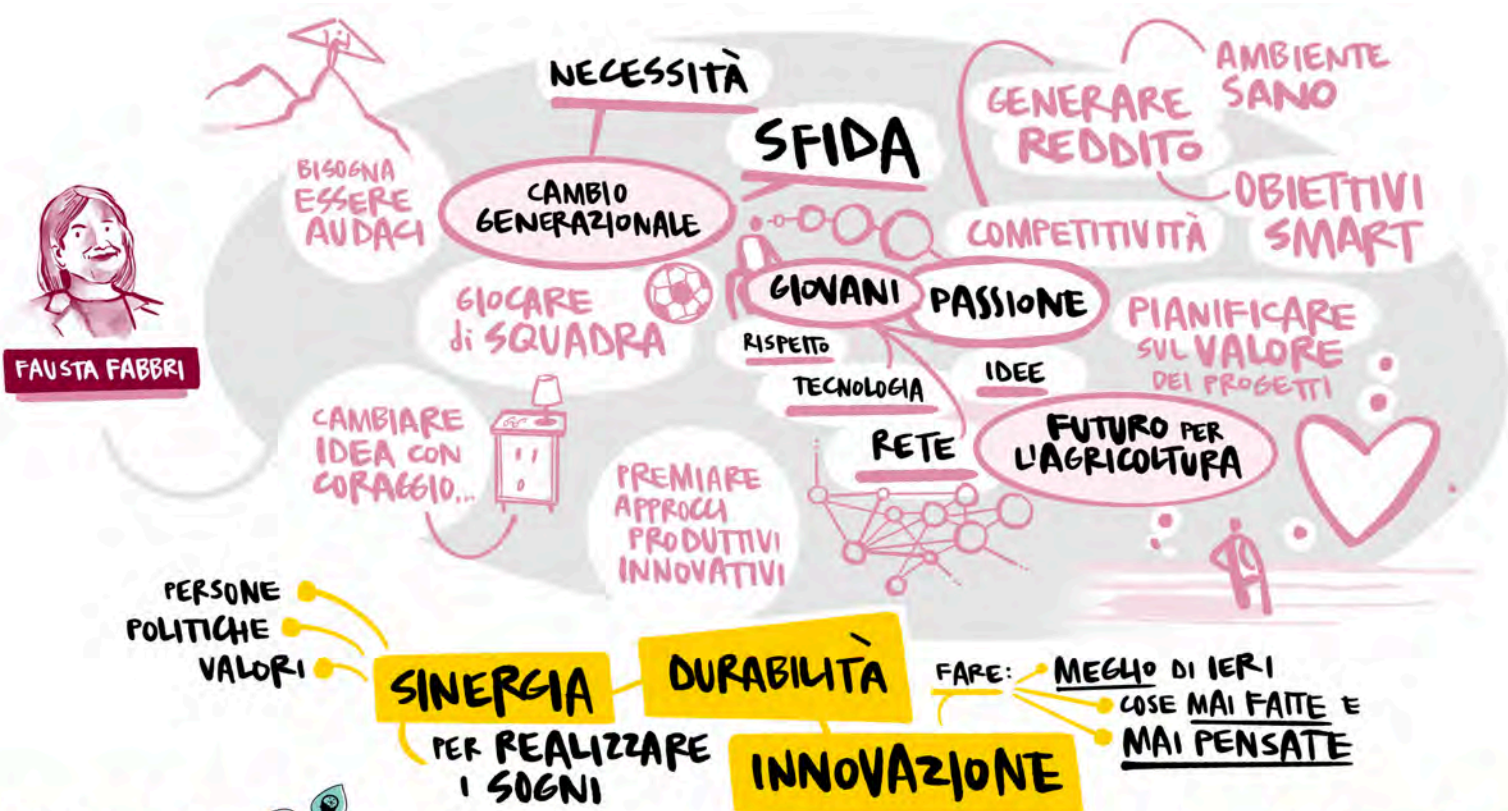 FAUSTA FABBRI
BISOGNA
ESSERE
AUDACI
NECESSITÀ
SFIDA
CAMBIO
GENERAZIONALE
GIOCARE
di SQUADRA
CAMBIARE
IDEA CON
CORAGGIO...
PREMIARE
APPROCCI
PRODUTTIVI
INNOVATIVI
GENERARE
REDDITO
AMBIENTE
SANO
OBIETTIVI
SMART
COMPETITIVITÀ
GIOVANI
PASSIONE
RISPETTO
TECNOLOGIA
IDEE
RETE
PIANIFICARE
SUL VALORE
DEI PROGETTI
FUTURO PER
L'AGRICOLTURA
PERSONE
POLITICHE
VALORI
SINERGIA
PER REALIZZARE
I SOGNI
DURABILITÀ
INNOVAZIONE
FARE:
MEGLIO DI IERI
COSE MAI FATTE E
MAI PENSATE